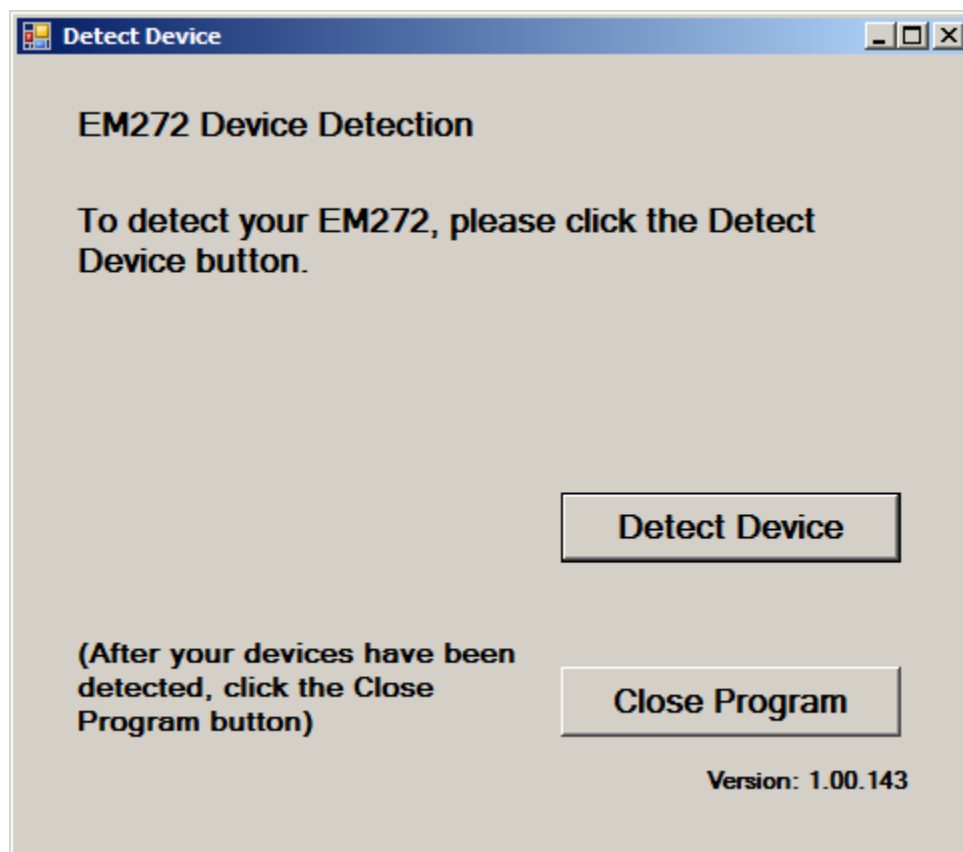 Detect Device
EM272 Device Detection
To detect your EM272, please click the Detect
Device button.
Detect Device
(After your devices have been
detected, click the Close
Program button)
Close Program
Version: 1.00.143